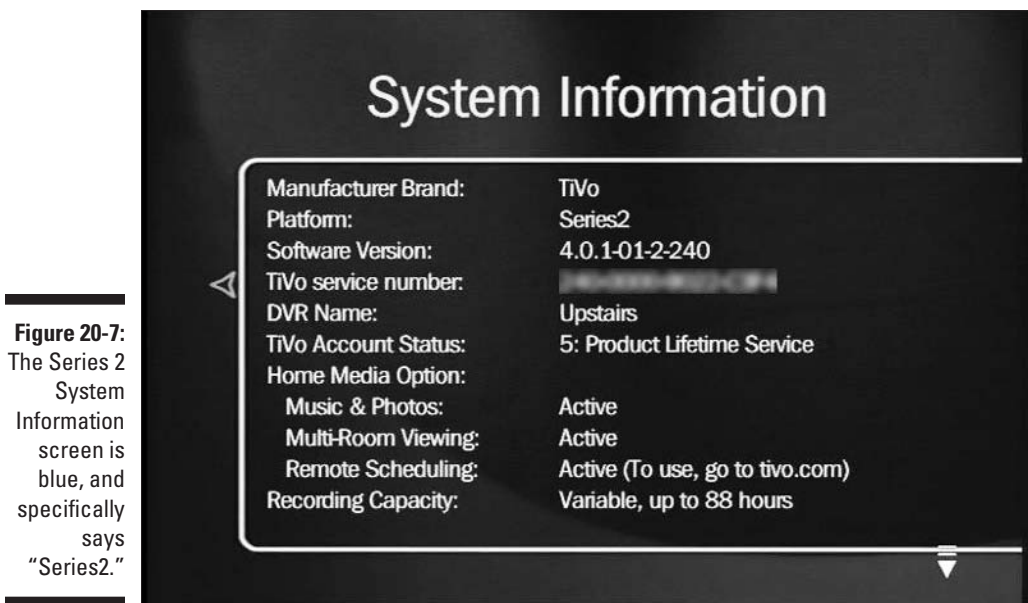 System Information
Manufacturer Brand: TiVo
Platform: Series2
Software Version: 4.0.1-01-2-240
TiVo service number:
DVR Name: Upstairs
TiVo Account Status: 5: Product Lifetime Service
Home Media Option:
Music & Photos: Active
Multi-Room Viewing: Active
Remote Scheduling: Active (To use, go to tivo.com)
Recording Capacity: Variable, up to 88 hours
Figure 20-7:
The Series 2
System
Information
screen is
blue, and
specifically
says
“Series2.”